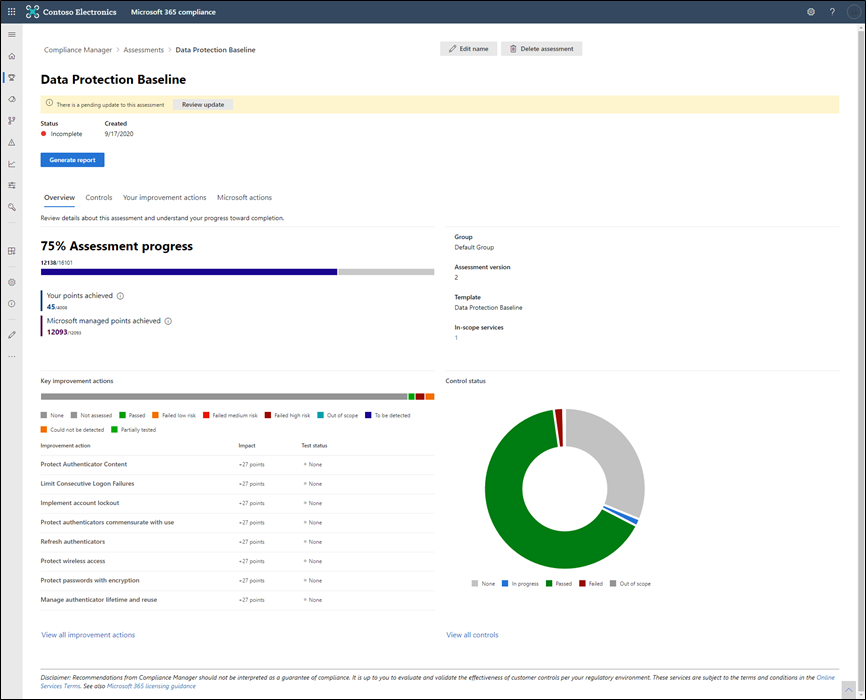 Contoso Electronics Microsoft 365 compliance ?
Compliance Manager > Assessments > Data Protection Baseline
Edit name Delete assessment
Data Protection Baseline
There is a pending update to this assessment Review update
Status Created
Incomplete 9/17/2020
Generate report
Overview Controls Your improvement actions Microsoft actions
Review details about this assessment and understand your progress toward completion.
75% Assessment progress
12138/16101
Your points achieved
45/4008
Microsoft managed points achieved
12093/12093
Group
Default Group
Assessment version
2
Template
Data Protection Baseline
In-scope services
1
Key improvement actions
None Not assessed Passed Failed low risk Failed medium risk Failed high risk Out of scope To be detected
Could not be detected Partially tested
Improvement action Impact Test status
Protect Authenticator Content +27 points None
Limit Consecutive Logon Failures +27 points None
Implement account lockout +27 points None
Protect authenticators commensurate with use +27 points None
Refresh authenticators +27 points None
Protect wireless access +27 points None
Protect passwords with encryption +27 points None
Manage authenticator lifetime and reuse +27 points None
View all improvement actions
Control status
None In progress Passed Failed Out of scope
View all controls
Disclaimer: Recommendations from Compliance Manager should not be interpreted as a guarantee of compliance. It is up to you to evaluate and validate the effectiveness of customer controls per your regulatory environment. These services are subject to the terms and conditions in the Online
Services Terms. See also Microsoft 365 licensing guidance